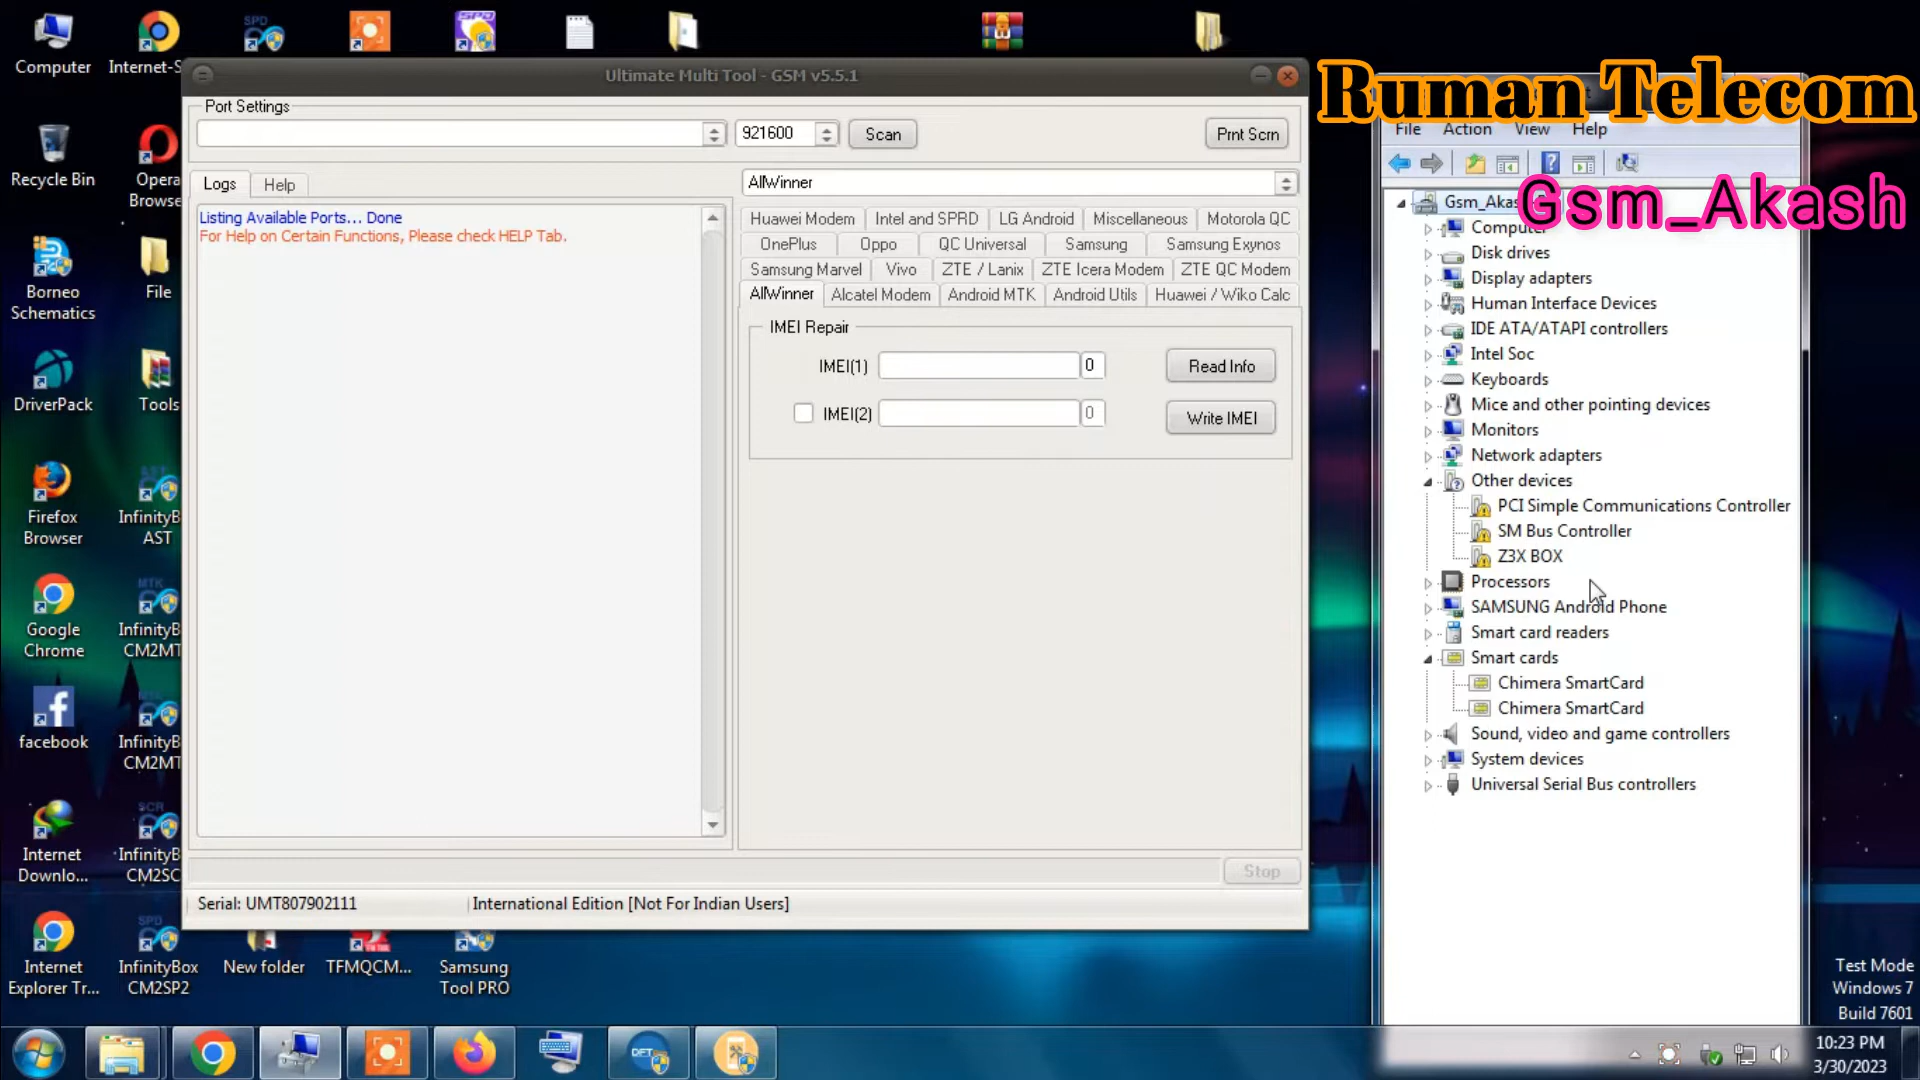 Computer
Internet-S
SPD
SPD
Ruman Telecom
Gsm_Akash
Ultimate Multi Tool - GSM v5.5.1
Port Settings
921600
Scan
Prnt Scrn
Logs
Help
AllWinner
Listing Available Ports... Done
For Help on Certain Functions, Please check HELP Tab.
Huawei Modem
Intel and SPRD
LG Android
Miscellaneous
Motorola QC
OnePlus
Oppo
QC Universal
Samsung
Samsung Exynos
Samsung Marvel
Vivo
ZTE / Lanix
ZTE Icera Modem
ZTE QC Modem
AllWinner
Alcatel Modem
Android MTK
Android Utils
Huawei / Wiko Calc
IMEI Repair
IMEI(1)
0
Read Info
IMEI(2)
0
Write IMEI
Stop
Serial: UMT807902111
International Edition [Not For Indian Users]
Recycle Bin
Opera
Browse
Borneo
Schematics
File
DriverPack
Tools
Firefox
Browser
InfinityB
AST
Google
Chrome
MTK
InfinityB
CM2MT
facebook
InfinityB
CM2MT
Internet
Downlo...
SCR
InfinityB
CM2SC
Internet
Explorer Tr...
SPD
InfinityBox
CM2SP2
New folder
TFMQCM...
Samsung
Tool PRO
File
Action
View
Help
Gsm_Akas
Computer
Disk drives
Display adapters
Human Interface Devices
IDE ATA/ATAPI controllers
Intel Soc
Keyboards
Mice and other pointing devices
Monitors
Network adapters
Other devices
PCI Simple Communications Controller
SM Bus Controller
Z3X BOX
Processors
SAMSUNG Android Phone
Smart card readers
Smart cards
Chimera SmartCard
Chimera SmartCard
Sound, video and game controllers
System devices
Universal Serial Bus controllers
Test Mode
Windows 7
Build 7601
DFT
10:23 PM
3/30/2023